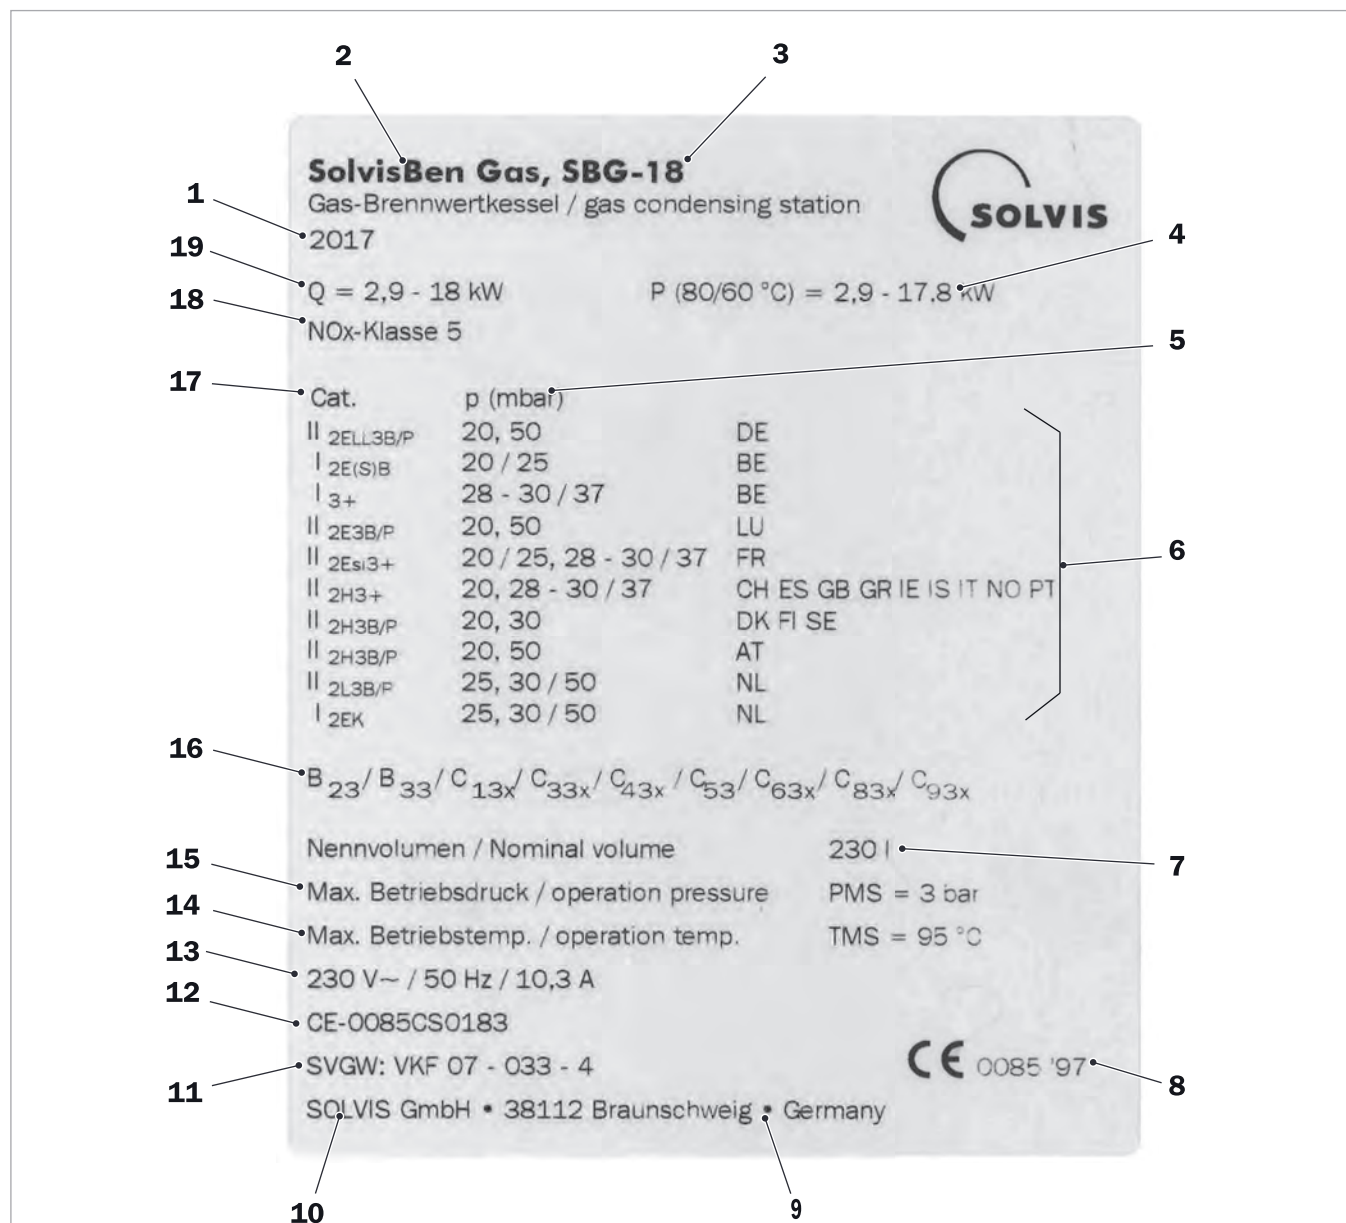 2 3
SolvisBen Gas, SBG-18
Gas-Brennwertkessel / gas condensing station
SOLVIS
1
2017
4
19
Q = 2,9 - 18 kW P (80/60 °C) = 2,9 - 17,8 kW
18
NOx-Klasse 5
5
17
Cat. p (mbar)
II 2ELL3B/P 20, 50 DE
I 2E(S)B 20 / 25 BE
I 3+ 28 - 30 / 37 BE
II 2E3B/P 20, 50 LU
II 2Esi3+ 20 / 25, 28 - 30 / 37 FR
6
II 2H3+ 20, 28 - 30 / 37 CH ES GB GR IE IS IT NO PT
II 2H3B/P 20, 30 DK FI SE
II 2H3B/P 20, 50 AT
II 2L3B/P 25, 30 / 50 NL
I 2EK 25, 30 / 50 NL
16
B 23 / B 33 / C 13x / C33x / C43x / C53 / C63x / C83x / C93x
Nennvolumen / Nominal volume 230 l
7
15
Max. Betriebsdruck / operation pressure PMS = 3 bar
14
Max. Betriebstemp. / operation temp. TMS = 95 °C
13
230 V~ / 50 Hz / 10,3 A
12
CE-0085CS0183
11
SVGW: VKF 07 - 033 - 4
CE 0085 '97
8
SOLVIS GmbH • 38112 Braunschweig • Germany
10 9